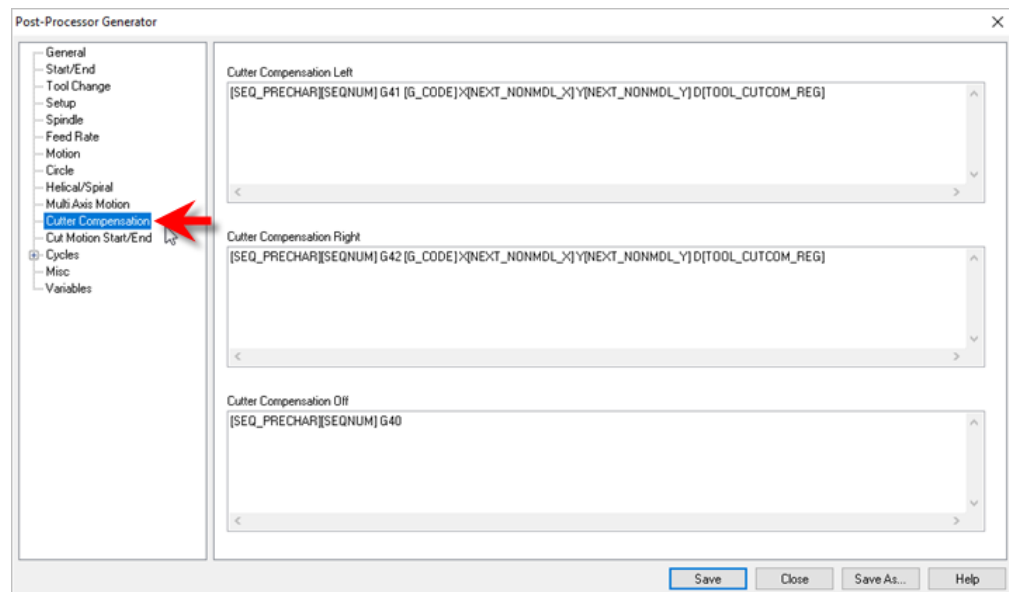 Post-Processor Generator
General
Start/End
Tool Change
Setup
Spindle
Feed Rate
Motion
Circle
Helical/Spiral
Multi Axis Motion
Cutter Compensation
Cut Motion Start/End
Cycles
Misc
Variables
Cutter Compensation Left
[SEQ_PRECHAR][SEQNUM] G41 [G_CODE] X[NEXT_NONMDL_X] Y[NEXT_NONMDL_Y] D[TOOL_CUTCOM_REG]
Cutter Compensation Right
[SEQ_PRECHAR][SEQNUM] G42 [G_CODE] X[NEXT_NONMDL_X] Y[NEXT_NONMDL_Y] D[TOOL_CUTCOM_REG]
Cutter Compensation Off
[SEQ_PRECHAR][SEQNUM] G40
Save Close Save As... Help